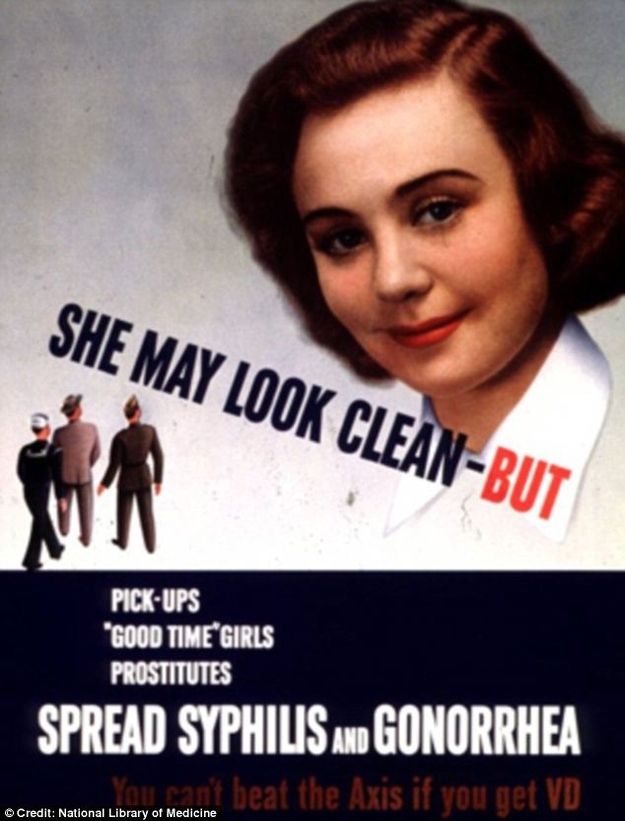 SHE MAY LOOK CLEAN-BUT
PICK-UPS
"GOOD TIME" GIRLS
PROSTITUTES
SPREAD SYPHILIS AND GONORRHEA
You can't beat the Axis if you get VD
© Credit: National Library of Medicine